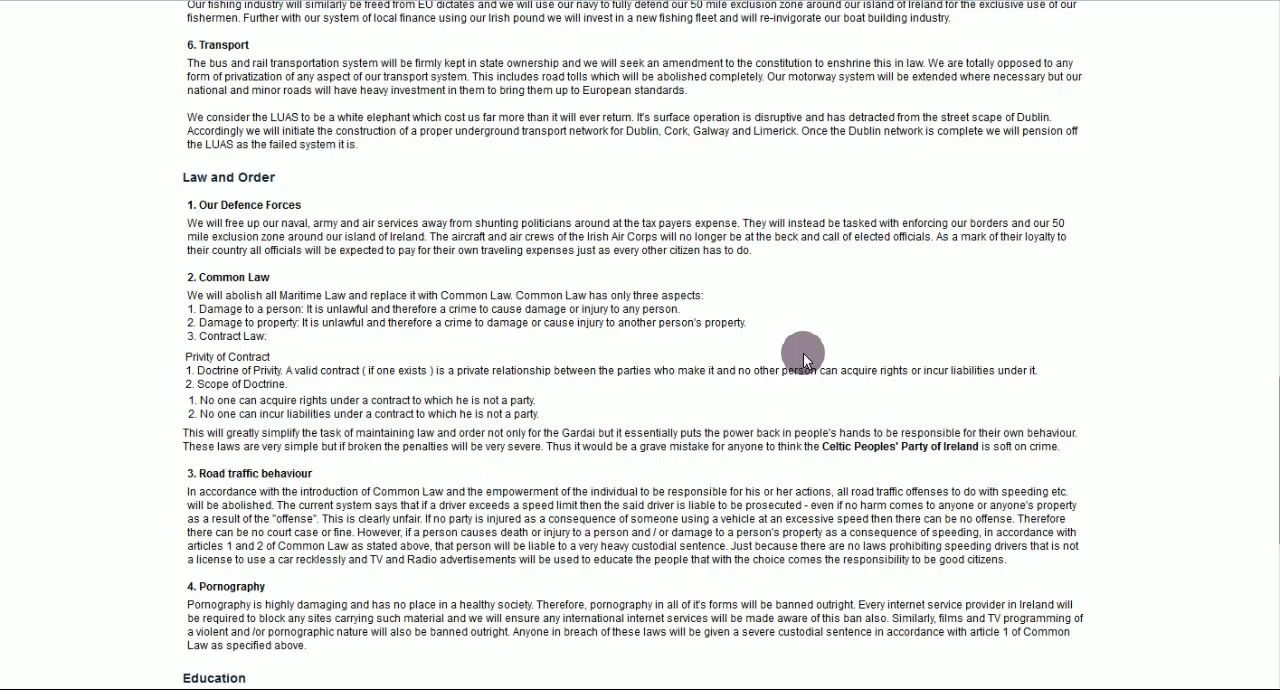 Our fishing industry will similarly be freed from EU dictates and we will use our navy to fully defend our 50 mile exclusion zone around our island of Ireland for the exclusive use of our
fishermen. Further with our system of local finance using our Irish pound we will invest in a new fishing fleet and will re-invigorate our boat building industry.
6. Transport
The bus and rail transportation system will be firmly kept in state ownership and we will seek an amendment to the constitution to enshrine this in law. We are totally opposed to any
form of privatization of any aspect of our transport system. This includes road tolls which will be abolished completely. Our motorway system will be extended where necessary but our
national and minor roads will have heavy investment in them to bring them up to European standards.
We consider the LUAS to be a white elephant which cost us far more than it will ever return. It's surface operation is disruptive and has detracted from the street scape of Dublin.
Accordingly we will initiate the construction of a proper underground transport network for Dublin, Cork, Galway and Limerick. Once the Dublin network is complete we will pension off
the LUAS as the failed system it is.
Law and Order
1. Our Defence Forces
We will free up our naval, army and air services away from shunting politicians around at the tax payers expense. They will instead be tasked with enforcing our borders and our 50
mile exclusion zone around our island of Ireland. The aircraft and air crews of the Irish Air Corps will no longer be at the beck and call of elected officials. As a mark of their loyalty to
their country all officials will be expected to pay for their own traveling expenses just as every other citizen has to do.
2. Common Law
We will abolish all Maritime Law and replace it with Common Law. Common Law has only three aspects:
1. Damage to a person: It is unlawful and therefore a crime to cause damage or injury to any person.
2. Damage to property: It is unlawful and therefore a crime to damage or cause injury to another person's property.
3. Contract Law:
Privity of Contract
1. Doctrine of Privity. A valid contract ( if one exists ) is a private relationship between the parties who make it and no other person can acquire rights or incur liabilities under it.
2. Scope of Doctrine.
1. No one can acquire rights under a contract to which he is not a party.
2. No one can incur liabilities under a contract to which he is not a party.
This will greatly simplify the task of maintaining law and order not only for the Gardai but it essentially puts the power back in people's hands to be responsible for their own behaviour.
These laws are very simple but if broken the penalties will be very severe. Thus it would be a grave mistake for anyone to think the Celtic Peoples' Party of Ireland is soft on crime.
3. Road traffic behaviour
In accordance with the introduction of Common Law and the empowerment of the individual to be responsible for his or her actions, all road traffic offenses to do with speeding etc.
will be abolished. The current system says that if a driver exceeds a speed limit then the said driver is liable to be prosecuted - even if no harm comes to anyone or anyone's property
as a result of the "offense". This is clearly unfair. If no party is injured as a consequence of someone using a vehicle at an excessive speed then there can be no offense. Therefore
there can be no court case or fine. However, if a person causes death or injury to a person and / or damage to a person's property as a consequence of speeding, in accordance with
articles 1 and 2 of Common Law as stated above, that person will be liable to a very heavy custodial sentence. Just because there are no laws prohibiting speeding drivers that is not
a license to use a car recklessly and TV and Radio advertisements will be used to educate the people that with the choice comes the responsibility to be good citizens.
4. Pornography
Pornography is highly damaging and has no place in a healthy society. Therefore, pornography in all of it's forms will be banned outright. Every internet service provider in Ireland will
be required to block any sites carrying such material and we will ensure any international internet services will be made aware of this ban also. Similarly, films and TV programming of
a violent and /or pornographic nature will also be banned outright. Anyone in breach of these laws will be given a severe custodial sentence in accordance with article 1 of Common
Law as specified above.
Education